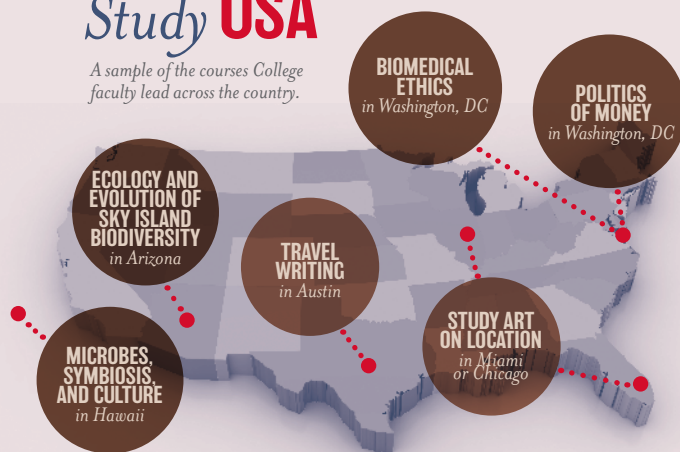 Study USA
A sample of the courses College
faculty lead across the country.
BIOMEDICAL
ETHICS
in Washington, DC
POLITICS
OF MONEY
in Washington, DC
ECOLOGY AND
EVOLUTION OF
SKY ISLAND
BIODIVERSITY
in Arizona
TRAVEL
WRITING
in Austin
STUDY ART
ON LOCATION
in Miami
or Chicago
MICROBES,
SYMBIOSIS,
AND CULTURE
in Hawaii